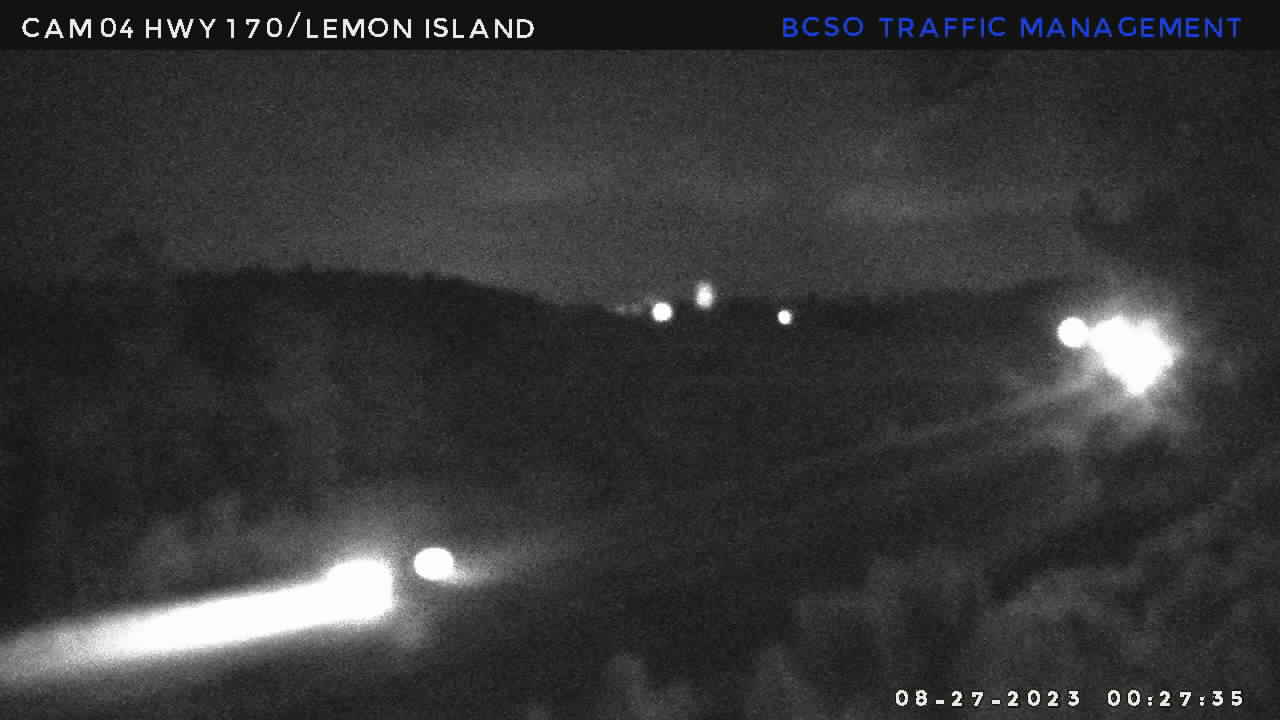 CAM04 HWY 170/LEMON ISLAND
BCSO TRAFFIC MANAGEMENT
08-27-2023 00:27:35